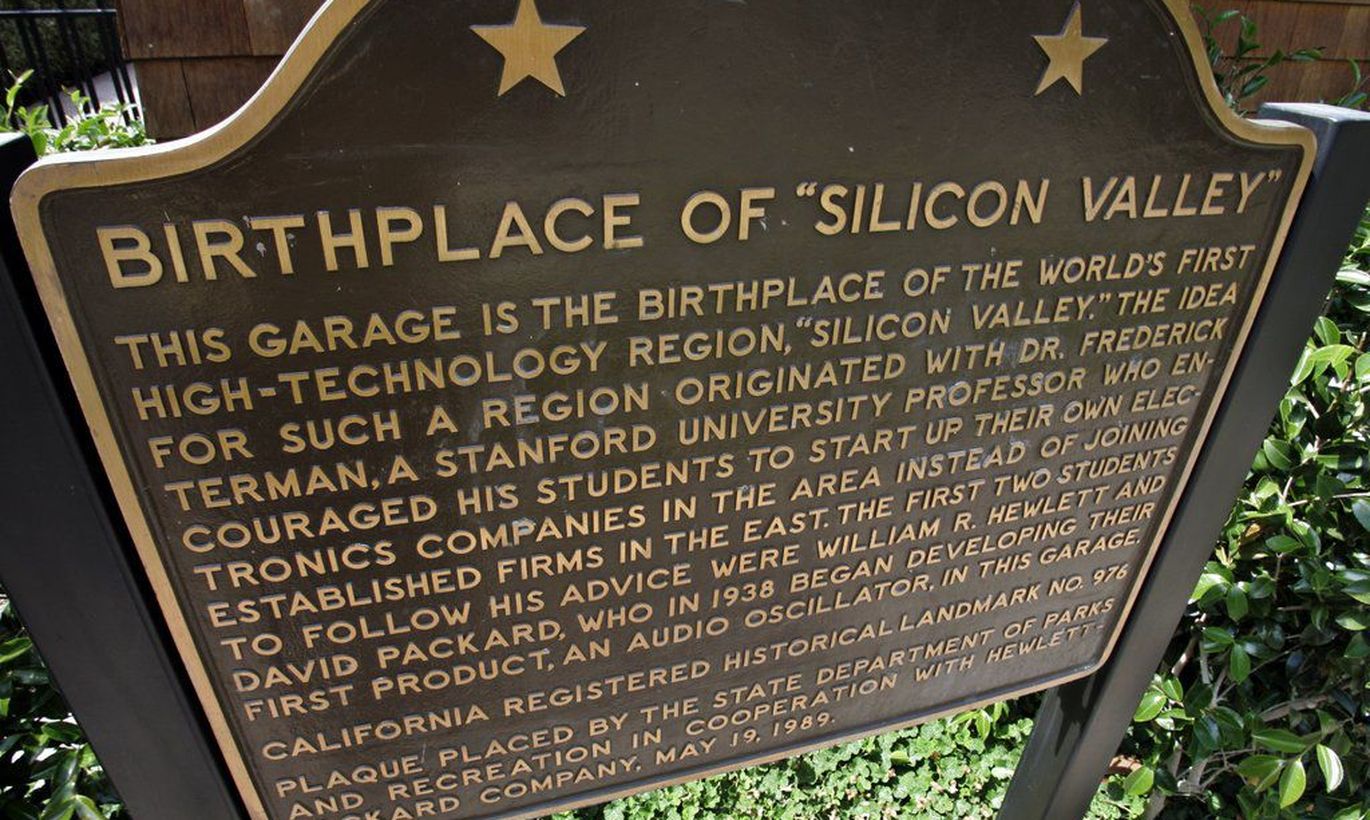 BIRTHPLACE OF “SILICON VALLEY”
THIS GARAGE IS THE BIRTHPLACE OF THE WORLD'S FIRST
HIGH-TECHNOLOGY REGION, “SILICON VALLEY.” THE IDEA
FOR SUCH A REGION ORIGINATED WITH DR. FREDERICK
TERMAN, A STANFORD UNIVERSITY PROFESSOR WHO EN-
COURAGED HIS STUDENTS TO START UP THEIR OWN ELEC-
TRONICS COMPANIES IN THE AREA INSTEAD OF JOINING
ESTABLISHED FIRMS IN THE EAST. THE FIRST TWO STUDENTS
TO FOLLOW HIS ADVICE WERE WILLIAM R. HEWLETT AND
DAVID PACKARD, WHO IN 1938 BEGAN DEVELOPING THEIR
FIRST PRODUCT, AN AUDIO OSCILLATOR, IN THIS GARAGE.
CALIFORNIA REGISTERED HISTORICAL LANDMARK NO. 976
PLAQUE PLACED BY THE STATE DEPARTMENT OF PARKS
AND RECREATION IN COOPERATION WITH HEWLETT-
PACKARD COMPANY, MAY 19, 1989.